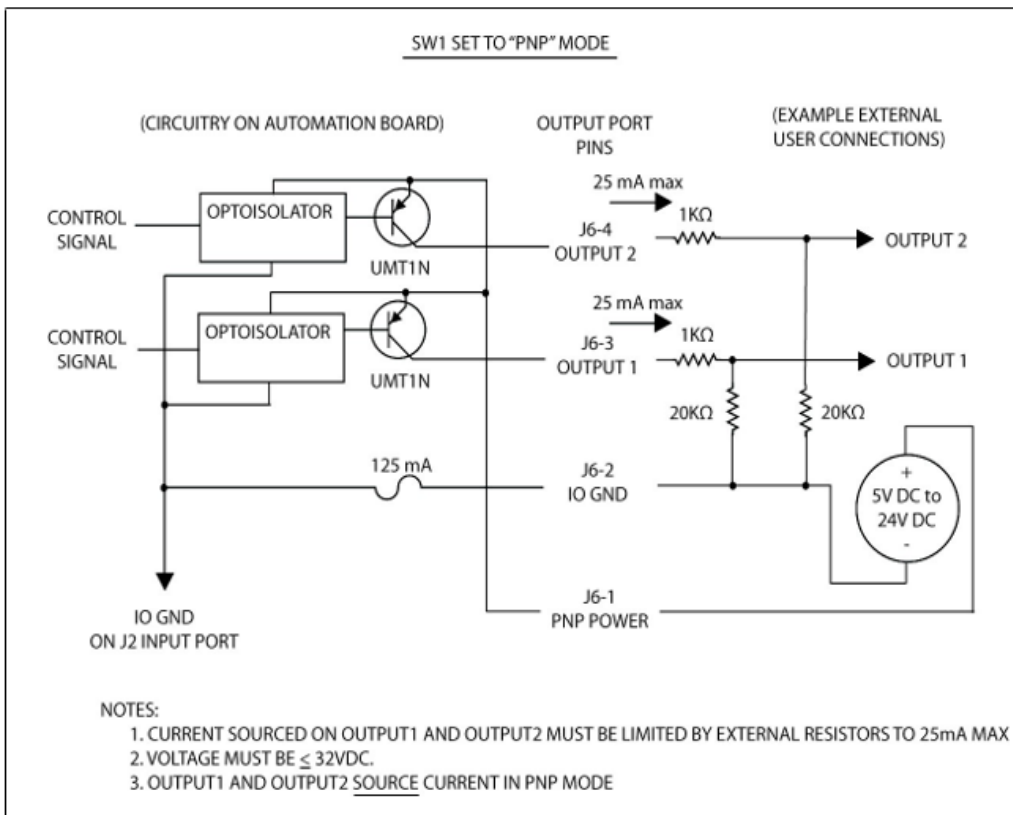 SW1 SET TO “PNP” MODE
(CIRCUITRY ON AUTOMATION BOARD)
OUTPUT PORT
PINS
(EXAMPLE EXTERNAL
USER CONNECTIONS)
25 mA max
CONTROL
SIGNAL
OPTOISOLATOR
UMT1N
J6-4
OUTPUT 2
1KΩ
OUTPUT 2
25 mA max
CONTROL
SIGNAL
OPTOISOLATOR
UMT1N
J6-3
OUTPUT 1
1KΩ
OUTPUT 1
20KΩ
20KΩ
125 mA
J6-2
IO GND
+
5V DC to
24V DC
-
J6-1
PNP POWER
IO GND
ON J2 INPUT PORT
NOTES:
1. CURRENT SOURCED ON OUTPUT1 AND OUTPUT2 MUST BE LIMITED BY EXTERNAL RESISTORS TO 25mA MAX
2. VOLTAGE MUST BE ≤ 32VDC.
3. OUTPUT1 AND OUTPUT2 SOURCE CURRENT IN PNP MODE